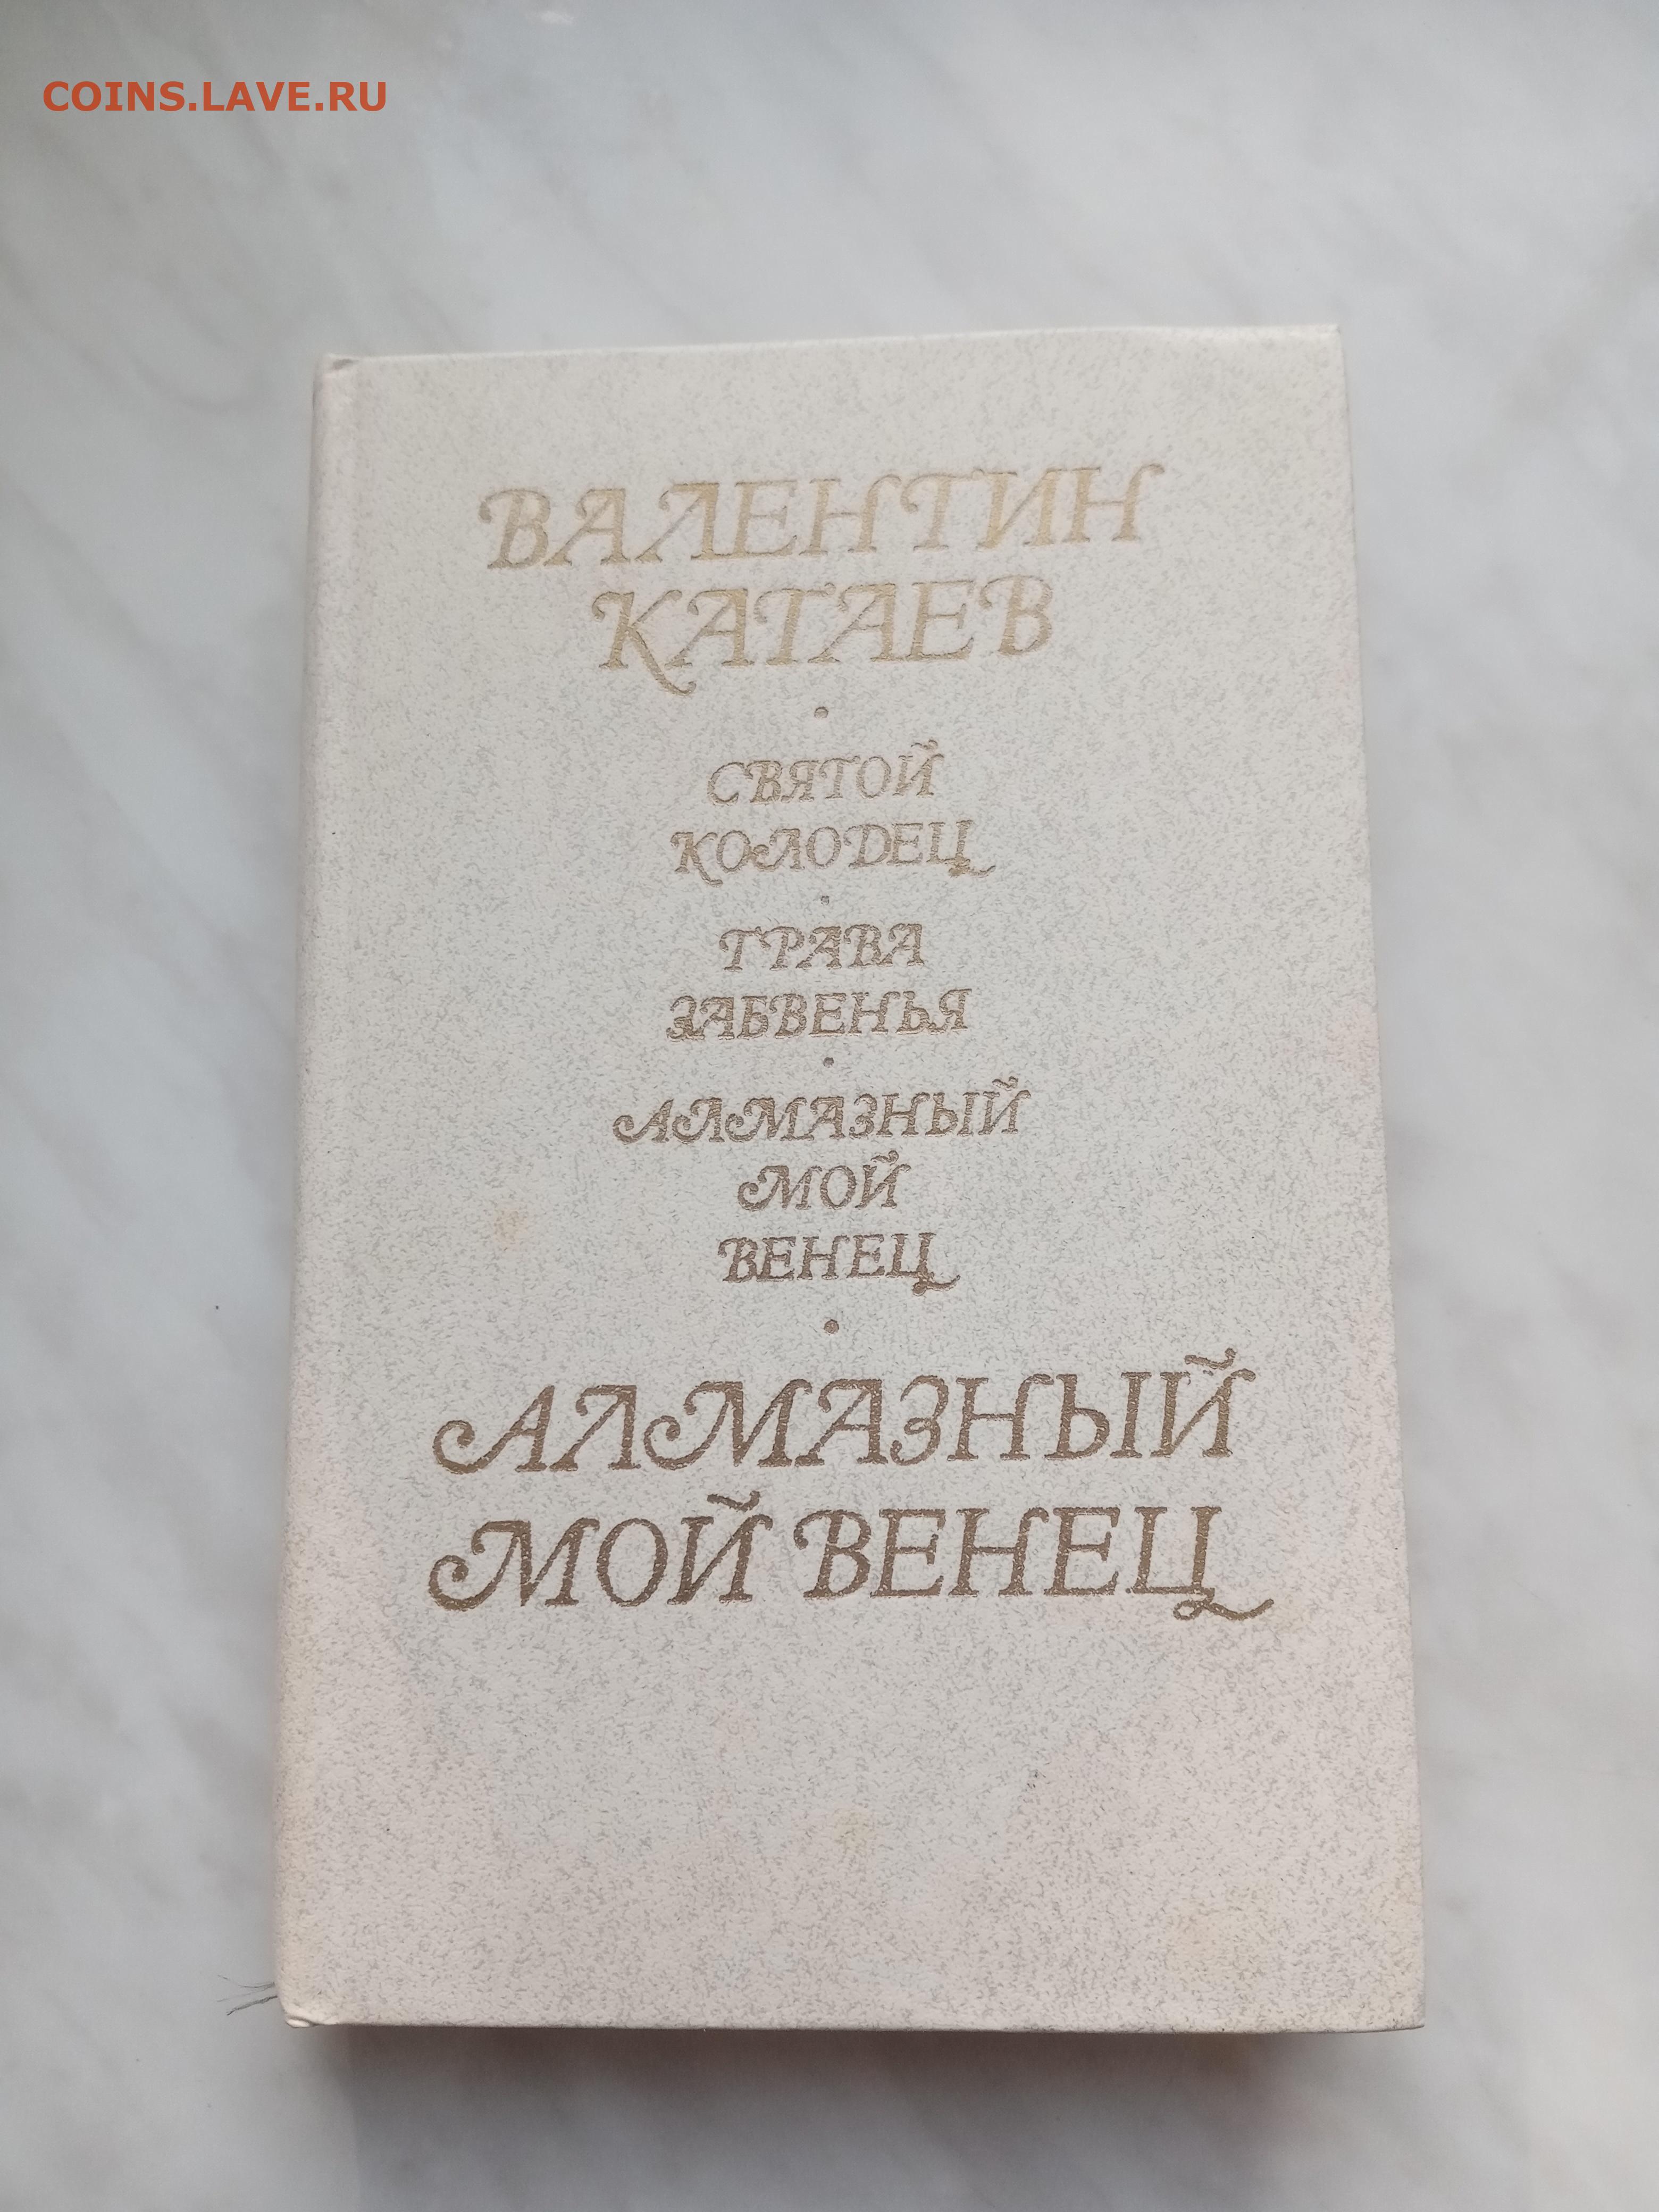 COINS.LAVE.RU
ВАЛЕНТИН
КАТАЕВ
СВЯТОЙ
КОЛОДЕЦ
ТРАВА
ЗАБВЕНЬЯ
АЛМАЗНЫЙ
МОЙ
ВЕНЕЦ
АЛМАЗНЫЙ
МОЙ ВЕНЕЦ